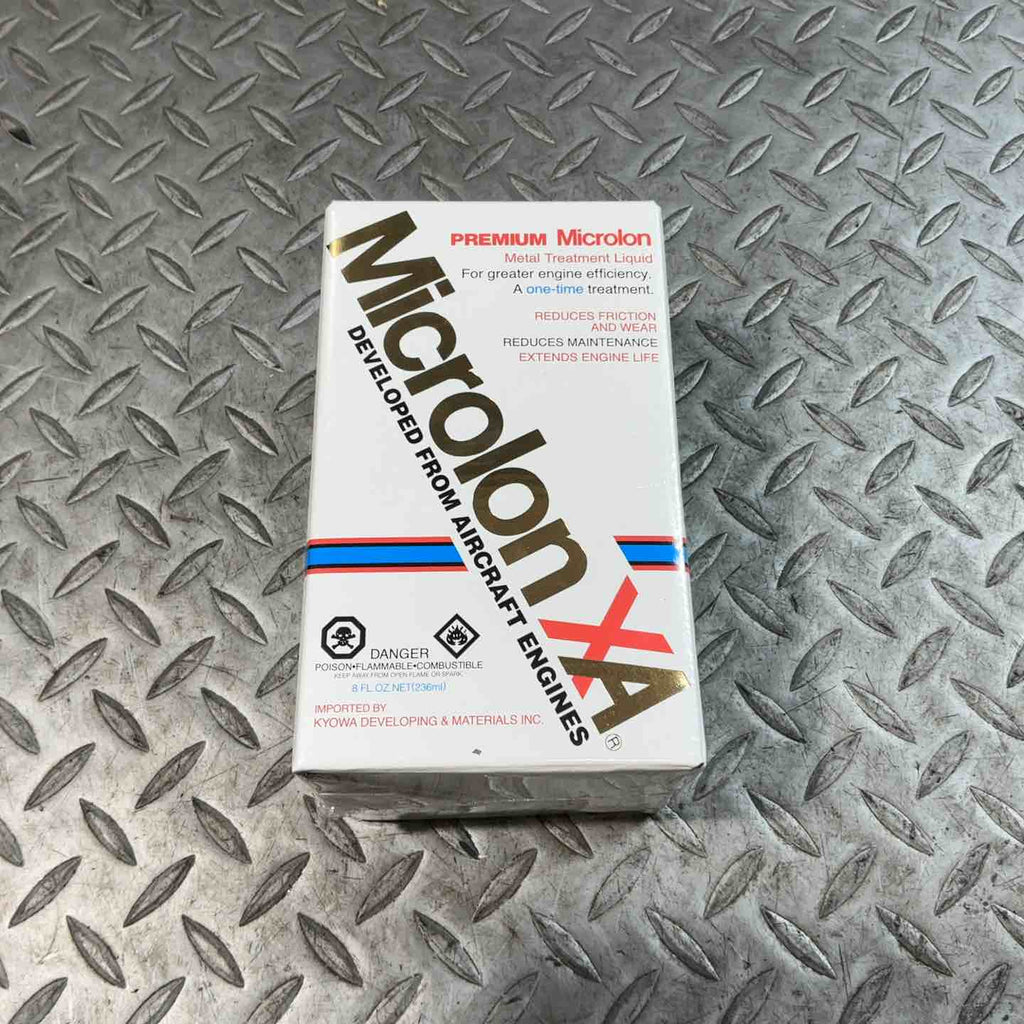 PREMIUM Microlon
Metal Treatment Liquid
For greater engine efficiency.
A one-time treatment.
REDUCES FRICTION
AND WEAR
REDUCES MAINTENANCE
EXTENDS ENGINE LIFE
Microlon XA®
DEVELOPED FROM AIRCRAFT ENGINES
DANGER
POISON•FLAMMABLE•COMBUSTIBLE
KEEP AWAY FROM OPEN FLAME OR SPARK.
8 FL.OZ.NET(236ml)
IMPORTED BY
KYOWA DEVELOPING & MATERIALS INC.